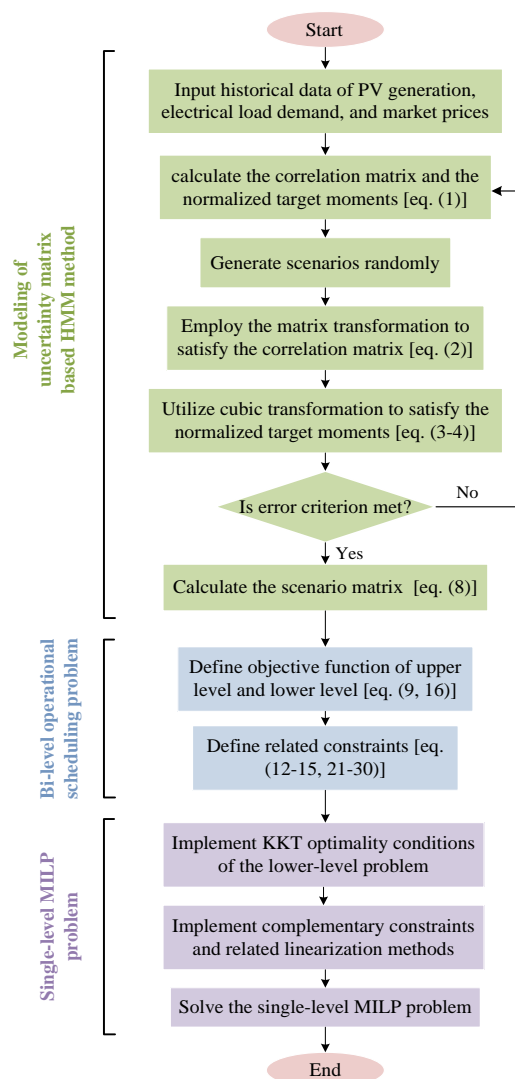 Start
Input historical data of PV generation,
electrical load demand, and market prices
calculate the correlation matrix and the
normalized target moments [eq. (1)]
Generate scenarios randomly
Employ the matrix transformation to
satisfy the correlation matrix [eq. (2)]
Utilize cubic transformation to satisfy the
normalized target moments [eq. (3-4)]
Is error criterion met?
No
Yes
Calculate the scenario matrix [eq. (8)]
Modeling of
uncertainty matrix
based HMM method
Define objective function of upper
level and lower level [eq. (9, 16)]
Define related constraints [eq.
(12-15, 21-30)]
Bi-level operational
scheduling problem
Implement KKT optimality conditions
of the lower-level problem
Implement complementary constraints
and related linearization methods
Solve the single-level MILP problem
Single-level MILP
problem
End